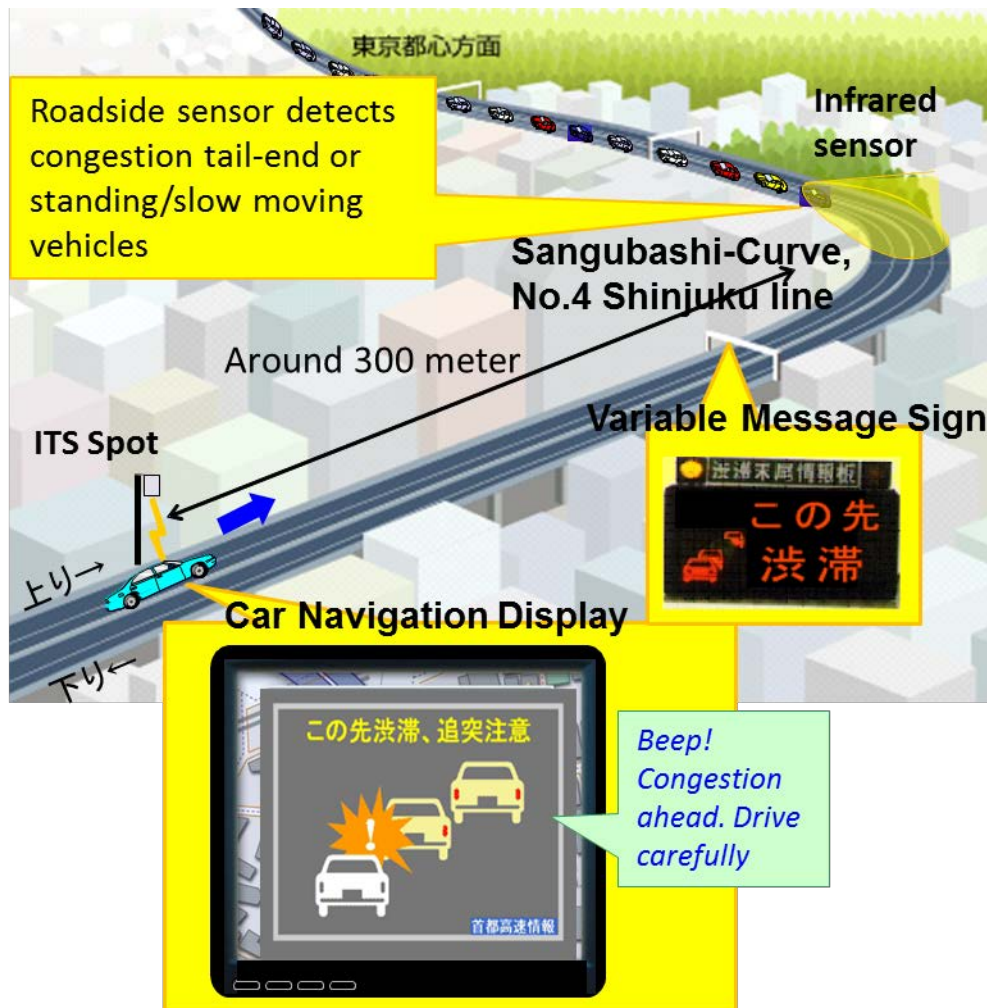 東京都心方面
Roadside sensor detects
congestion tail-end or
standing/slow moving
vehicles
Infrared
sensor
Sangubashi-Curve,
No.4 Shinjuku line
Around 300 meter
Variable Message Sign
渋滞末尾情報板
この先
渋滞
ITS Spot
上り→
下り←
Car Navigation Display
この先渋滞、追突注意
!
首都高速情報
Beep!
Congestion
ahead. Drive
carefully